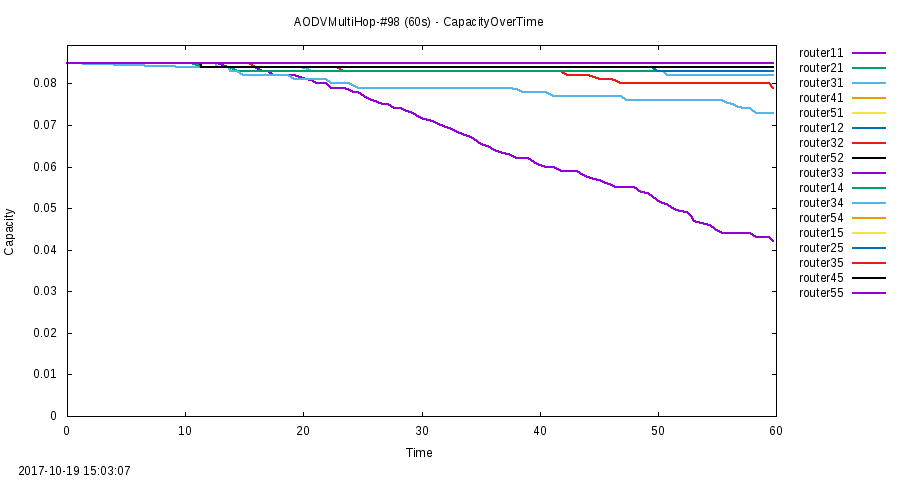 AODVMultiHop-#98 (60s) - CapacityOverTime
router11
router21
router31
router41
router51
router12
router32
router52
router33
router14
router34
router54
router15
router25
router35
router45
router55
Capacity
0.08
0.07
0.06
0.05
0.04
0.03
0.02
0.01
0
0 10 20 30 40 50 60
Time
2017-10-19 15:03:07